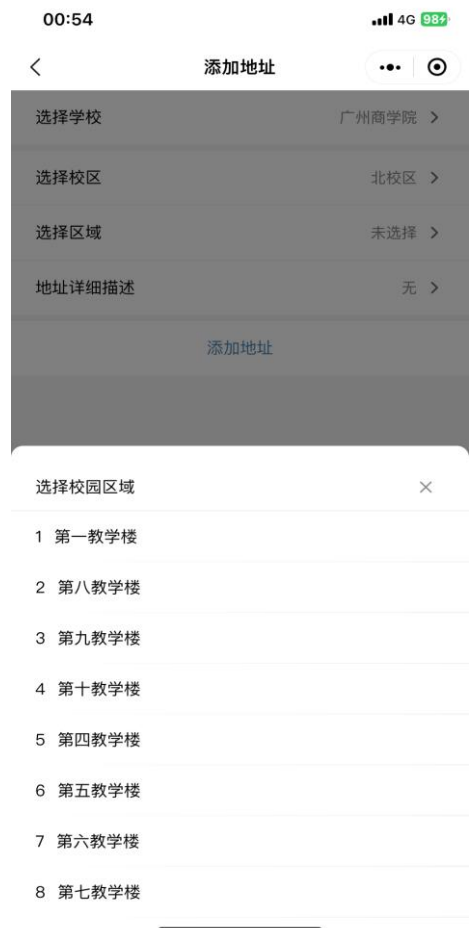 00:54 4G 98
添加地址
选择学校 广州商学院
选择校区 北校区
选择区域 未选择
地址详细描述 无
添加地址
选择校园区域
1 第一教学楼
2 第八教学楼
3 第九教学楼
4 第十教学楼
5 第四教学楼
6 第五教学楼
7 第六教学楼
8 第七教学楼